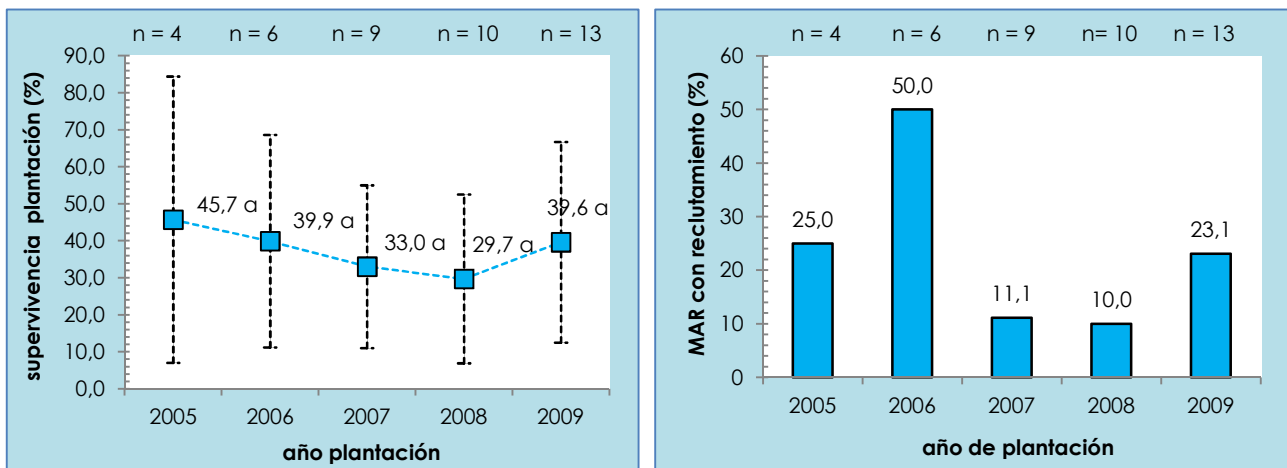 n = 4 n = 6 n = 9 n = 10 n = 13
90,0
80,0
70,0
60,0
50,0
40,0
30,0
20,0
10,0
0,0
supervivencia plantación (%)
45,7 a
39,9 a
33,0 a
29,7 a
39,6 a
2005 2006 2007 2008 2009
año plantación
n = 4 n = 6 n = 9 n= 10 n = 13
60
50
40
30
20
10
0
MAR con reclutamiento (%)
25,0
50,0
11,1
10,0
23,1
2005 2006 2007 2008 2009
año de plantación